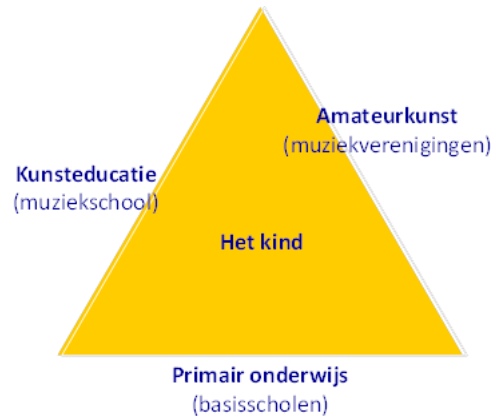 Amateurkunst
(muziekverenigingen)
Kunsteducatie
(muziekschool)
Het kind
Primair onderwijs
(basisscholen)